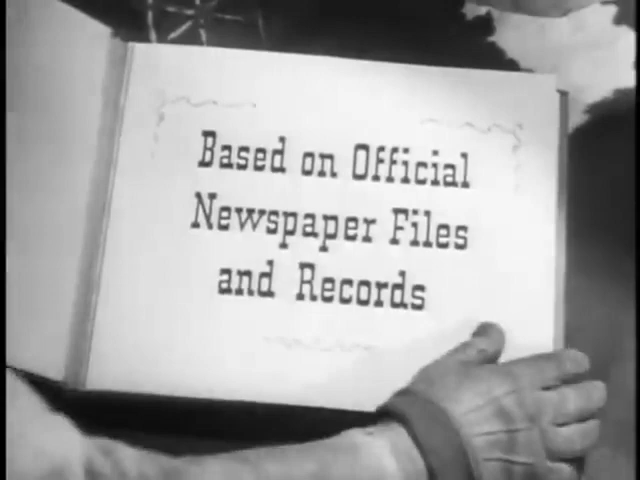 Based on Official
Newspaper Files
and Records